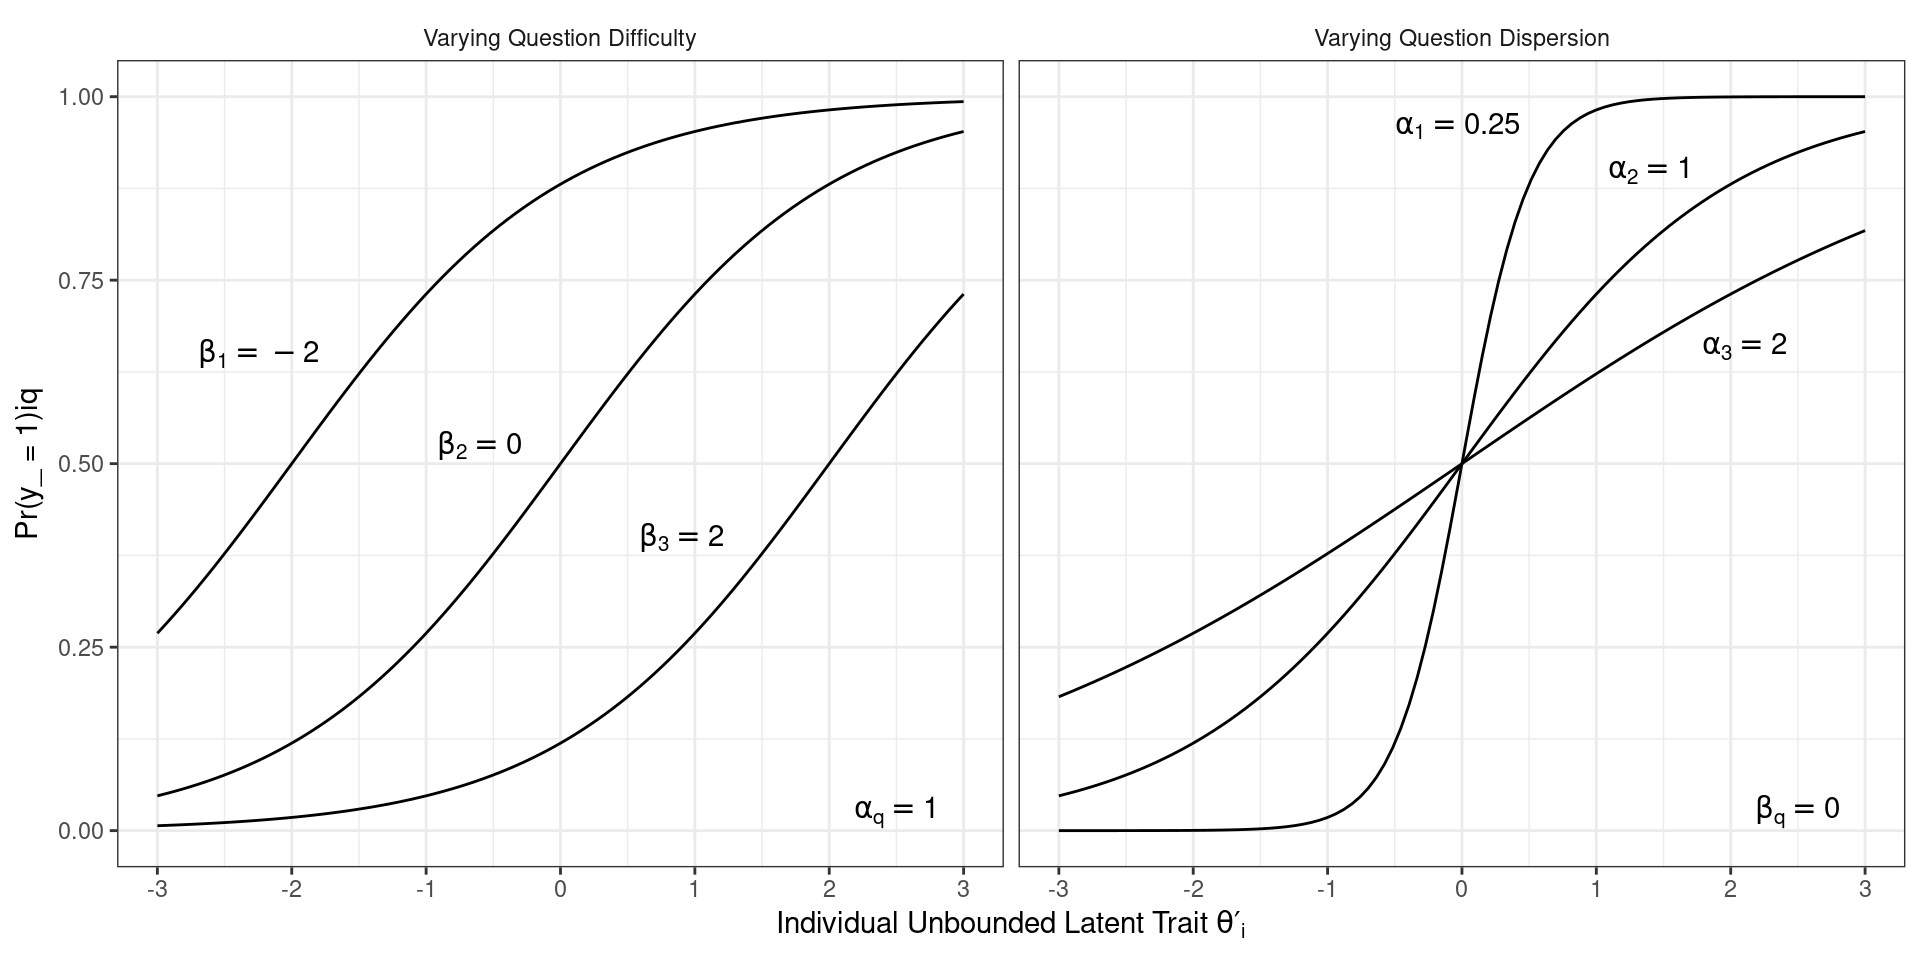 Varying Question Difficulty
Varying Question Dispersion
Pr(y_ = 1)iq
1.00
0.75
0.50
0.25
0.00
β₁ = − 2
β₂ = 0
β₃ = 2
α_q = 1
α₁ = 0.25
α₂ = 1
α₃ = 2
β_q = 0
-3 -2 -1 0 1 2 3
-3 -2 -1 0 1 2 3
Individual Unbounded Latent Trait θ′ᵢ